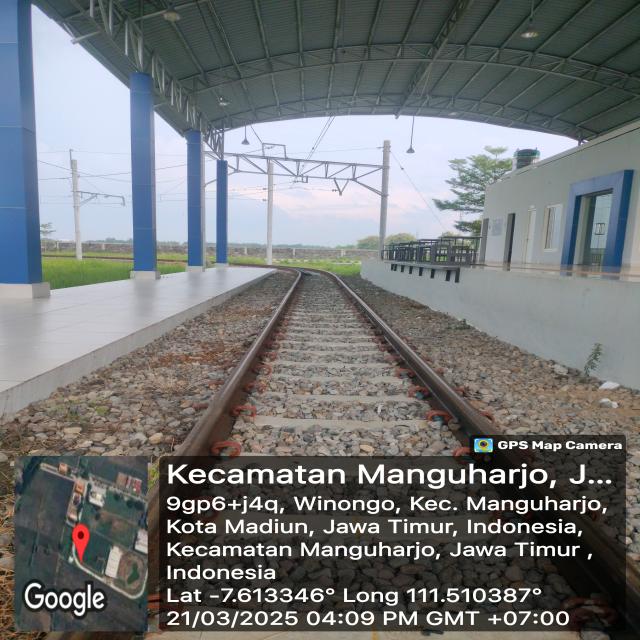 GPS Map Camera
Kecamatan Manguharjo, J...
9gp6+j4q, Winongo, Kec. Manguharjo,
Kota Madiun, Jawa Timur, Indonesia,
Kecamatan Manguharjo, Jawa Timur ,
Indonesia
Lat -7.613346° Long 111.510387°
21/03/2025 04:09 PM GMT +07:00
Google